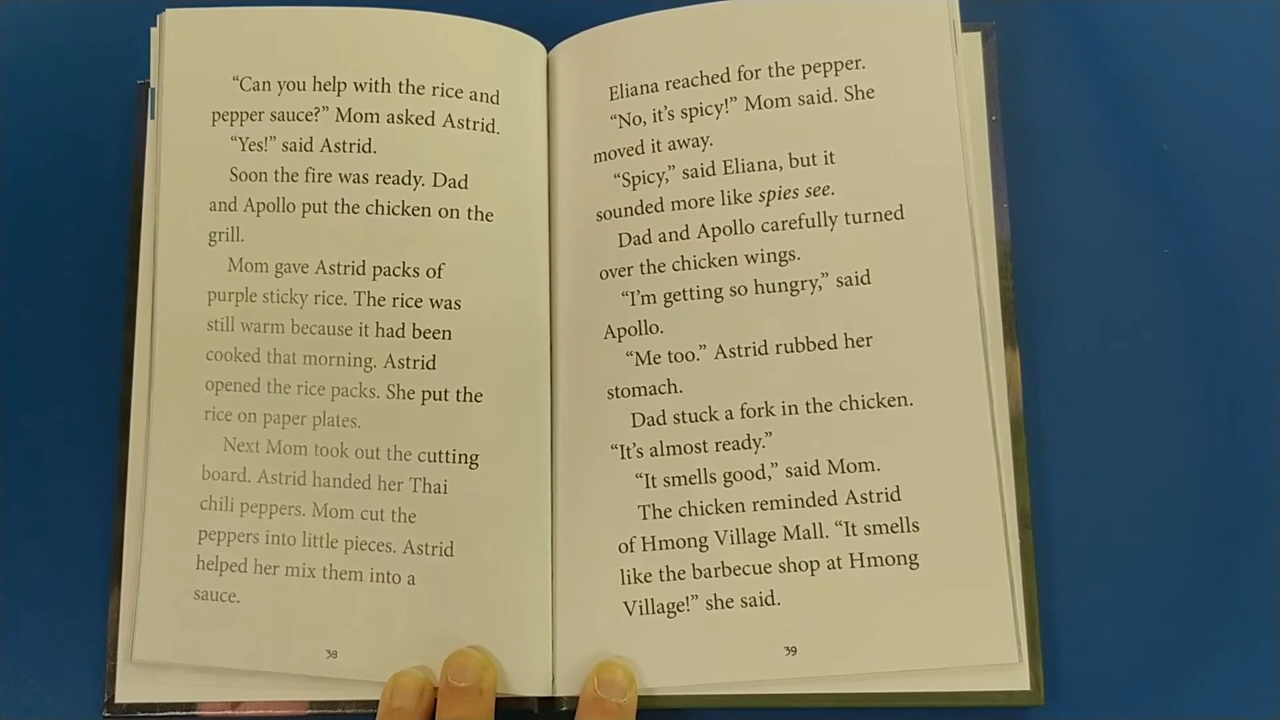 “Can you help with the rice and
pepper sauce?” Mom asked Astrid.
“Yes!” said Astrid.
Soon the fire was ready. Dad
and Apollo put the chicken on the
grill.
Mom gave Astrid packs of
purple sticky rice. The rice was
still warm because it had been
cooked that morning. Astrid
opened the rice packs. She put the
rice on paper plates.
Next Mom took out the cutting
board. Astrid handed her Thai
chili peppers. Mom cut the
peppers into little pieces. Astrid
helped her mix them into a
sauce.
38
Eliana reached for the pepper.
“No, it’s spicy!” Mom said. She
moved it away.
“Spicy,” said Eliana, but it
sounded more like spies see.
Dad and Apollo carefully turned
over the chicken wings.
“I’m getting so hungry,” said
Apollo.
“Me too.” Astrid rubbed her
stomach.
Dad stuck a fork in the chicken.
“It’s almost ready.”
“It smells good,” said Mom.
The chicken reminded Astrid
of Hmong Village Mall. “It smells
like the barbecue shop at Hmong
Village!” she said.
39